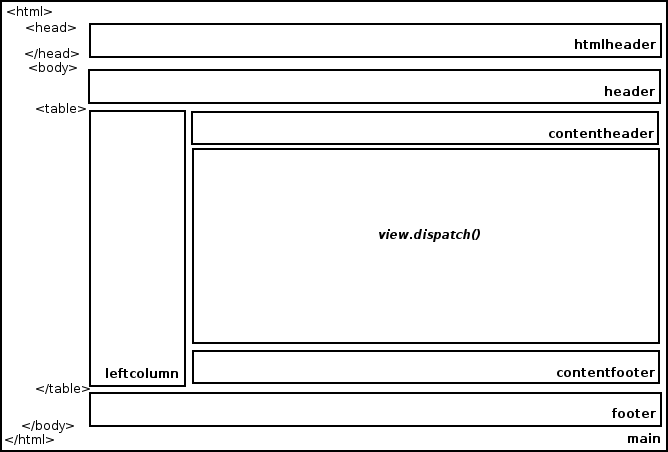 <html>
<head>
htmlheader
</head>
<body>
header
<table>
contentheader
view.dispatch()
leftcolumn
contentfooter
</table>
footer
</body>
</html>
main